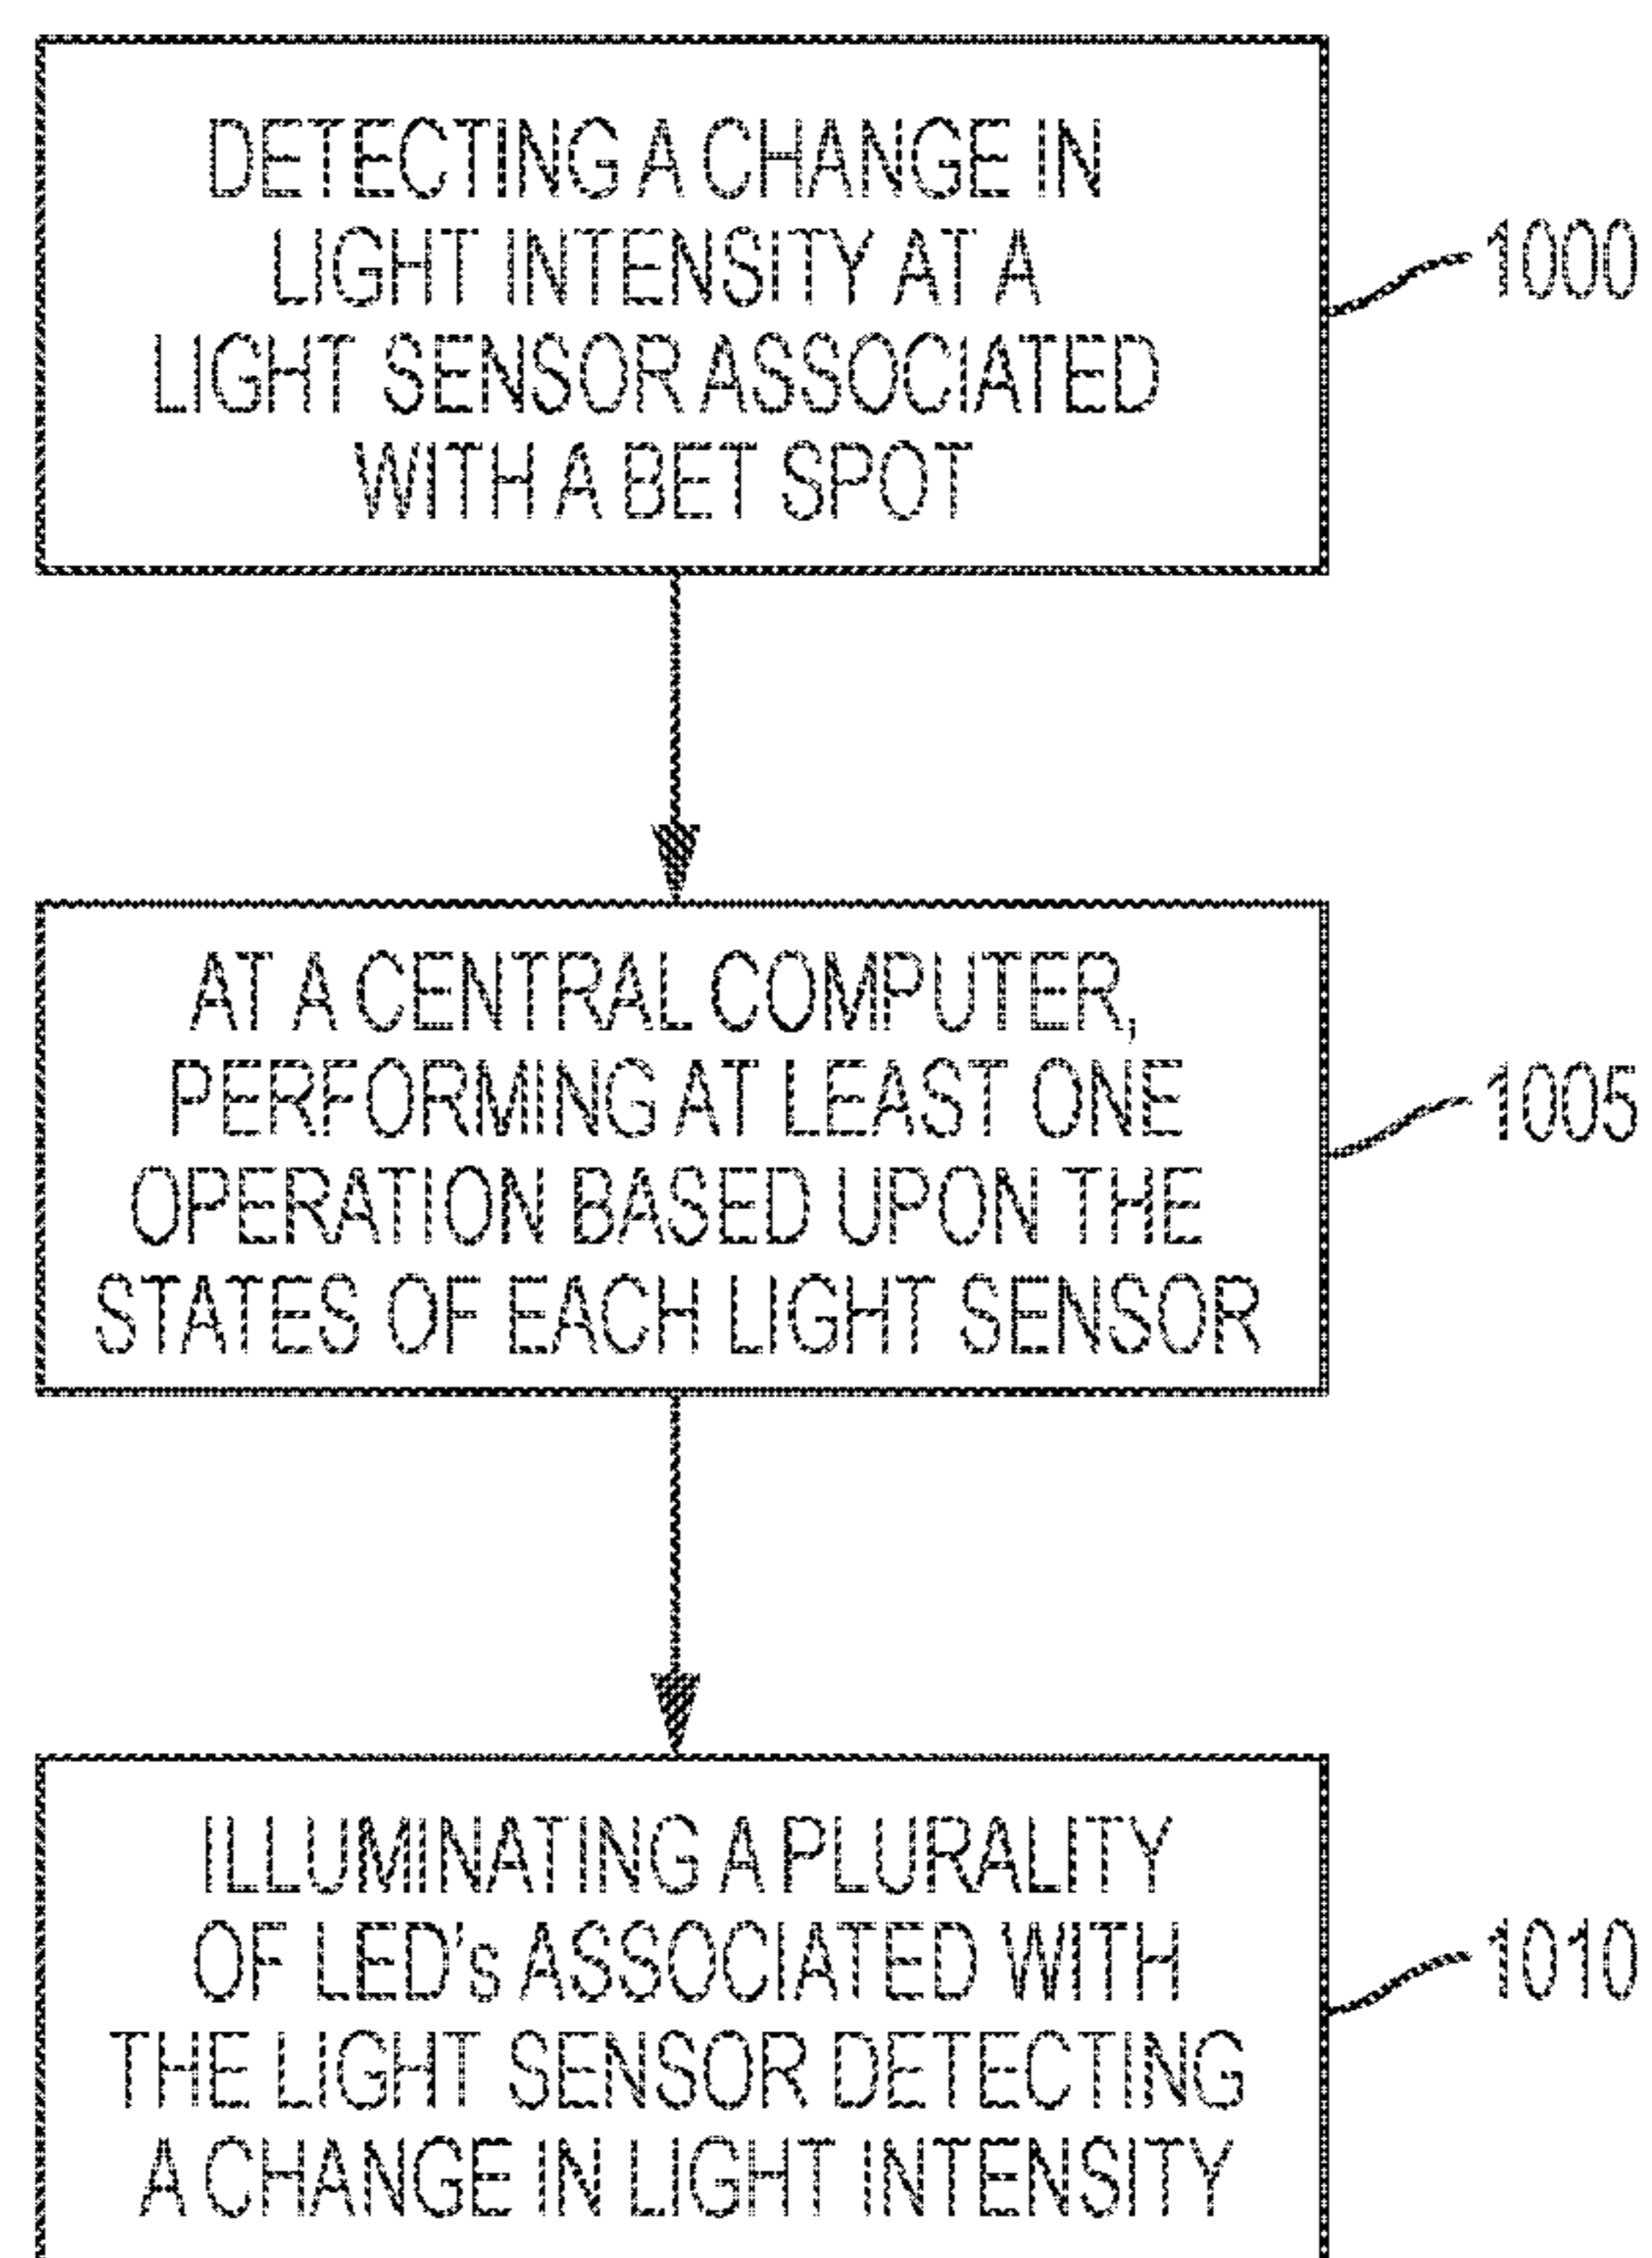 DETECTING A CHANGE IN
LIGHT INTENSITY AT A
LIGHT SENSOR ASSOCIATED
WITH A BET SPOT
1000
AT A CENTRAL COMPUTER,
PERFORMING AT LEAST ONE
OPERATION BASED UPON THE
STATES OF EACH LIGHT SENSOR
1005
ILLUMINATING A PLURALITY
OF LED's ASSOCIATED WITH
THE LIGHT SENSOR DETECTING
A CHANGE IN LIGHT INTENSITY
1010